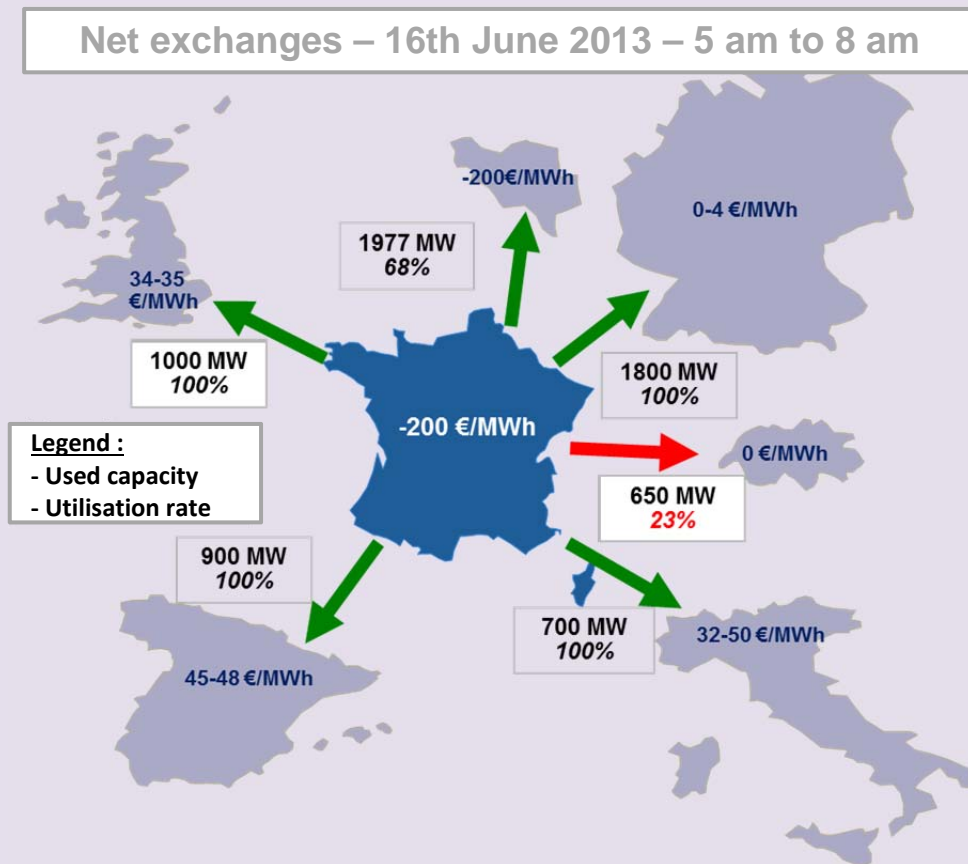 Net exchanges – 16th June 2013 – 5 am to 8 am
-200€/MWh
0-4 €/MWh
1977 MW
68%
34-35
€/MWh
1000 MW
100%
1800 MW
100%
-200 €/MWh
Legend :
- Used capacity
- Utilisation rate
0 €/MWh
650 MW
23%
900 MW
100%
700 MW
100%
32-50 €/MWh
45-48 €/MWh